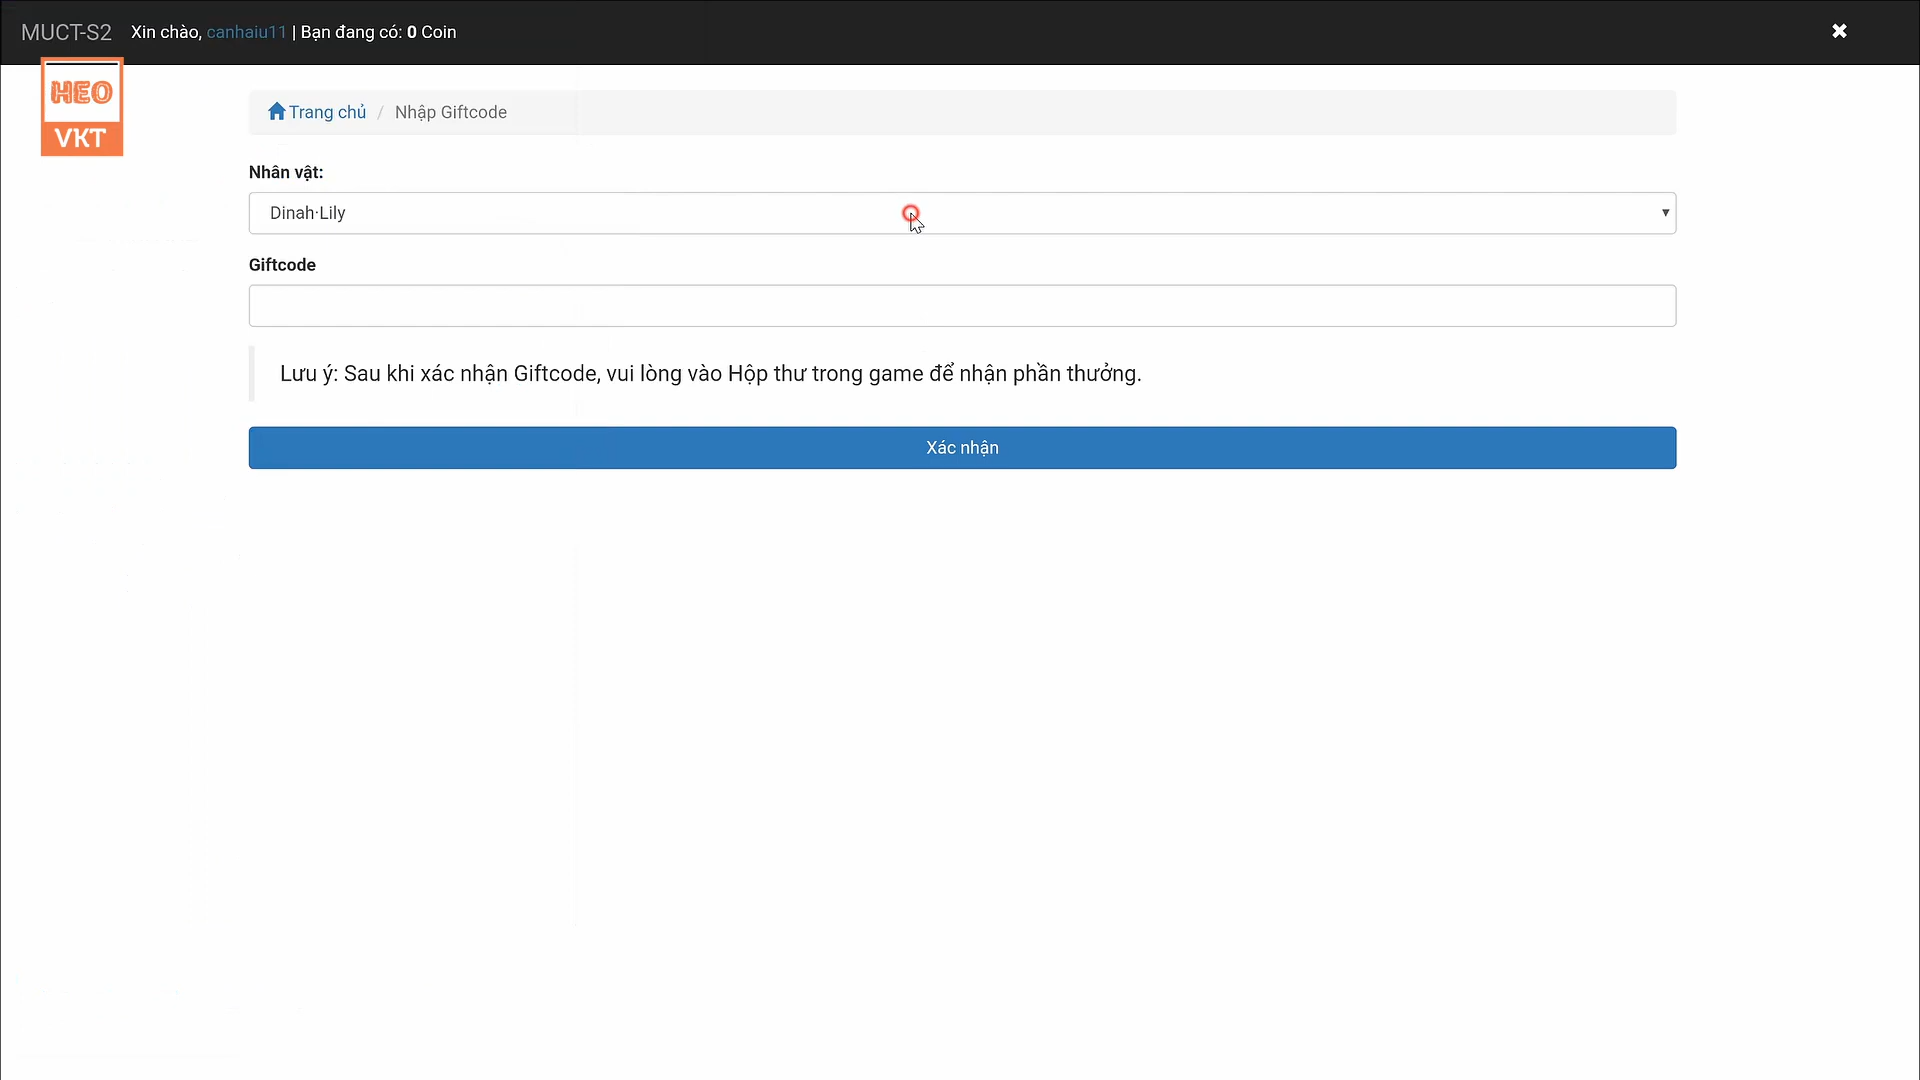 MUCT-S2 Xin chào, canhaiu11 | Bạn đang có: 0 Coin
HEO
VKT
Trang chủ / Nhập Giftcode
Nhân vật:
Dinah·Lily
Giftcode
Lưu ý: Sau khi xác nhận Giftcode, vui lòng vào Hộp thư trong game để nhận phần thưởng.
Xác nhận